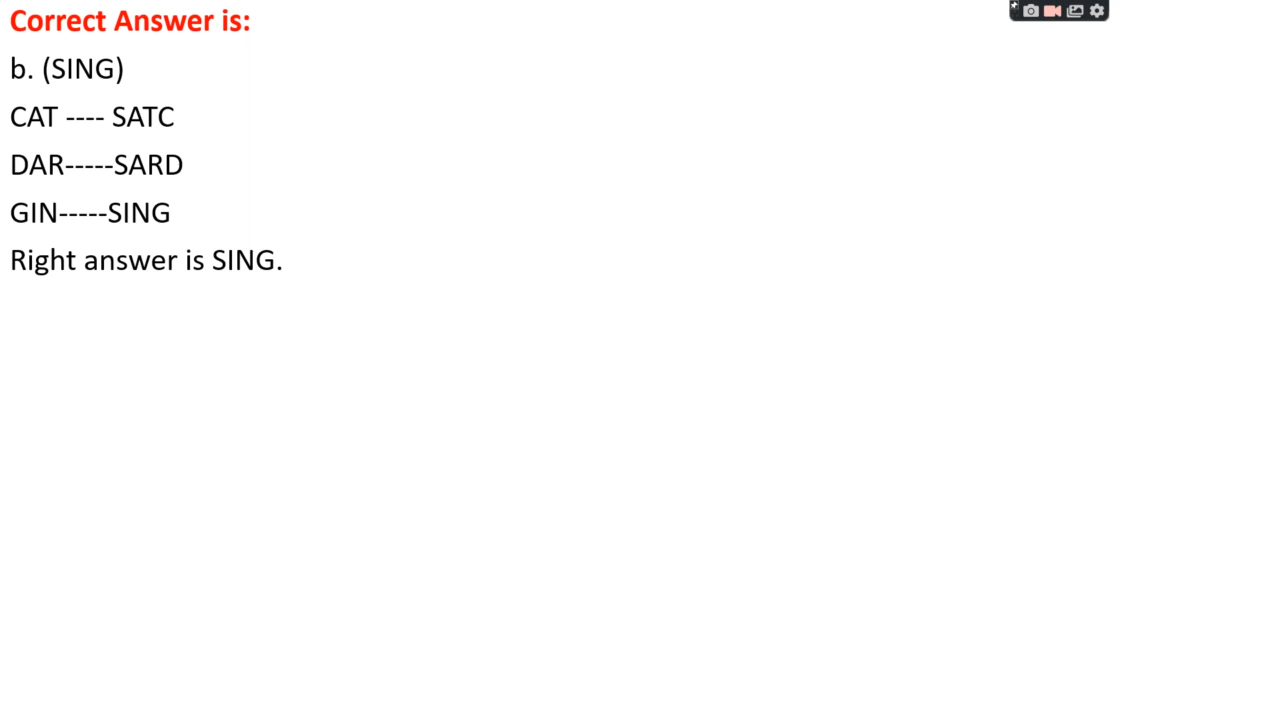 Correct Answer is:
b. (SING)
CAT ---- SATC
DAR-----SARD
GIN-----SING
Right answer is SING.